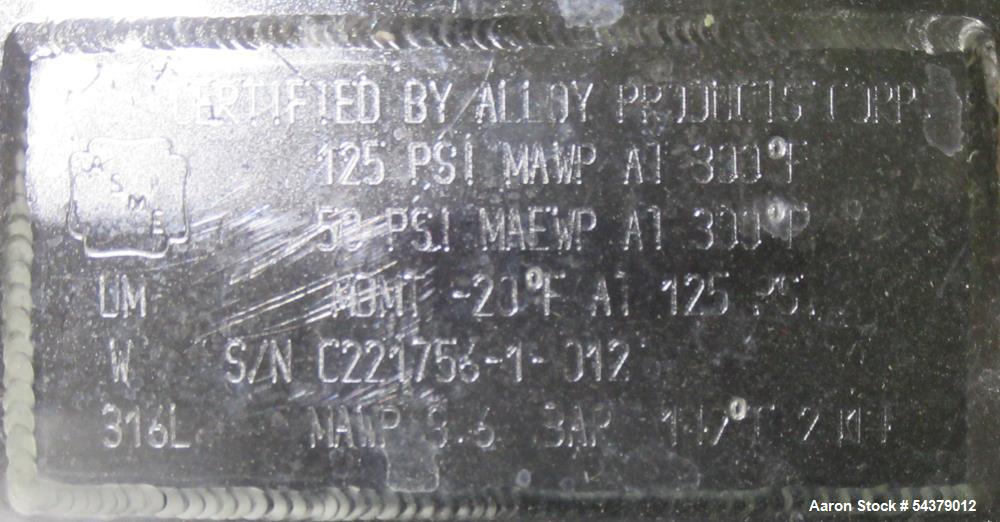 CERTIFIED BY ALLOY PRODUCTS CORP.
ASME
125 PSI MAWP AT 300°F
50 PSI MAEWP AT 300°F
UM MDMT -20°F AT 125 PSI
W S/N C221756-1-012
316L MAWP 8.6 BAR
Aaron Stock # 54379012